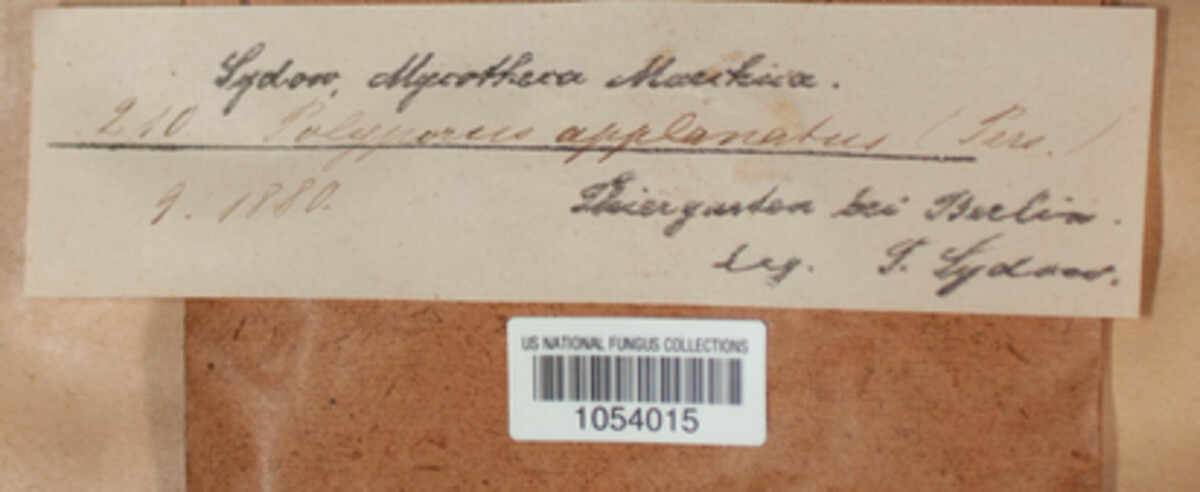 Sydow, Mycotheca Marchica.
210. Polyporus applanatus (Pers.)
9. 1880. Thiergarten bei Berlin.
leg. P. Sydow.
US NATIONAL FUNGUS COLLECTIONS
1054015